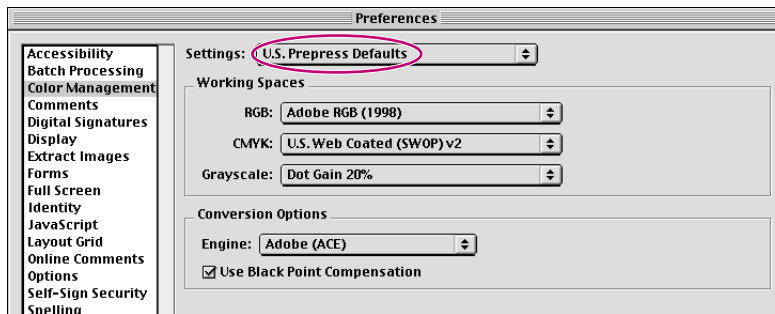 Preferences
Accessibility
Batch Processing
Color Management
Comments
Digital Signatures
Display
Extract Images
Forms
Full Screen
Identity
JavaScript
Layout Grid
Online Comments
Options
Self-Sign Security
Spelling
Settings: U.S. Prepress Defaults
Working Spaces
RGB: Adobe RGB (1998)
CMYK: U.S. Web Coated (SWOP) v2
Grayscale: Dot Gain 20%
Conversion Options
Engine: Adobe (ACE)
Use Black Point Compensation